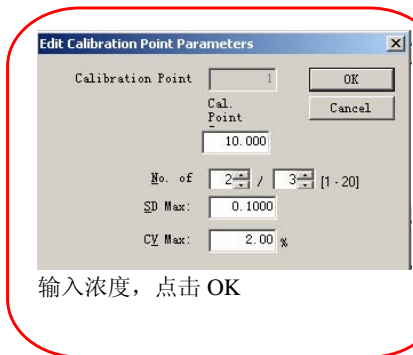 Edit Calibration Point Parameters
Calibration Point 1 OK
Cal.
Point
Cancel
10.000
No. of 2 / 3 [1 - 20]
SD Max: 0.1000
CV Max: 2.00 %
输入浓度，点击 OK